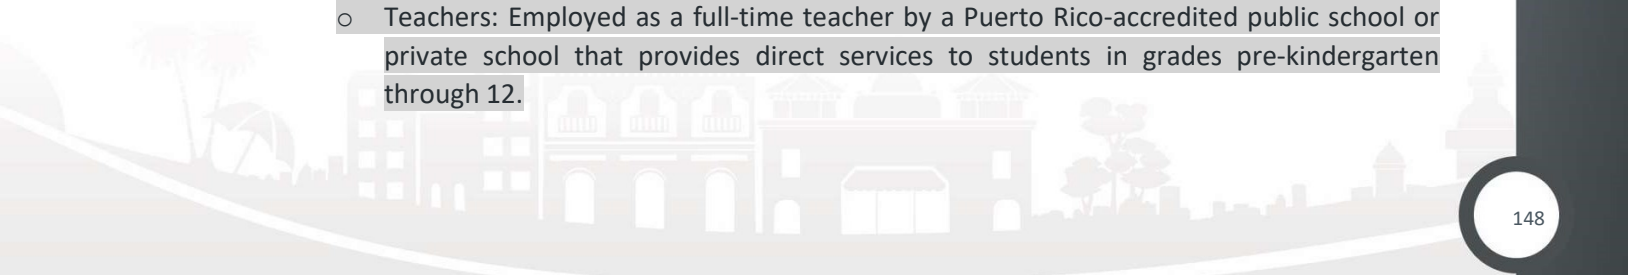 o Teachers: Employed as a full-time teacher by a Puerto Rico-accredited public school or
private school that provides direct services to students in grades pre-kindergarten
through 12.
148